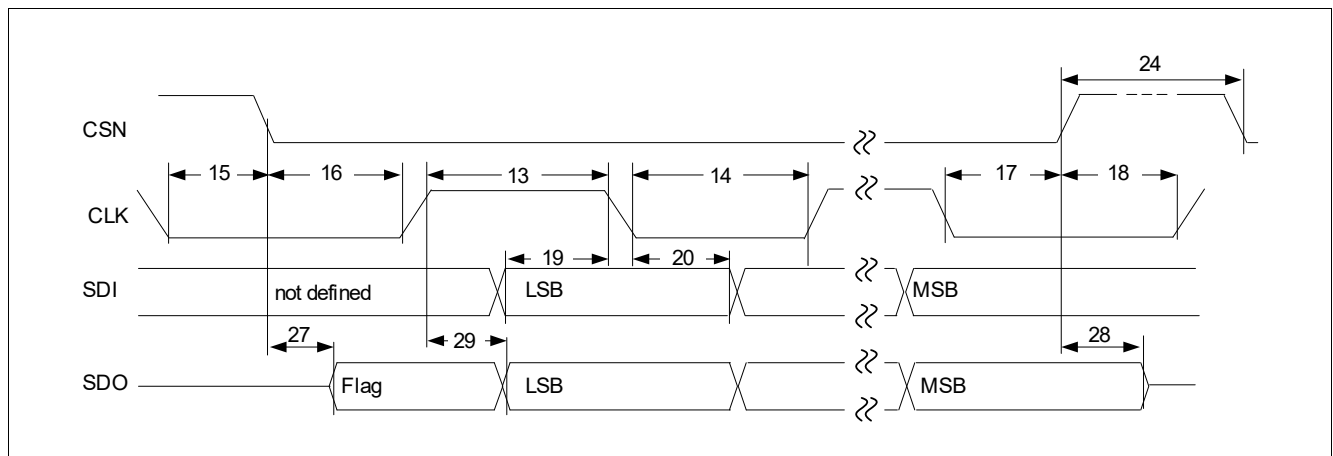 24
CSN
15 16 13 14 17 18
CLK
19 20
SDI not defined LSB MSB
27 29 28
SDO Flag LSB MSB